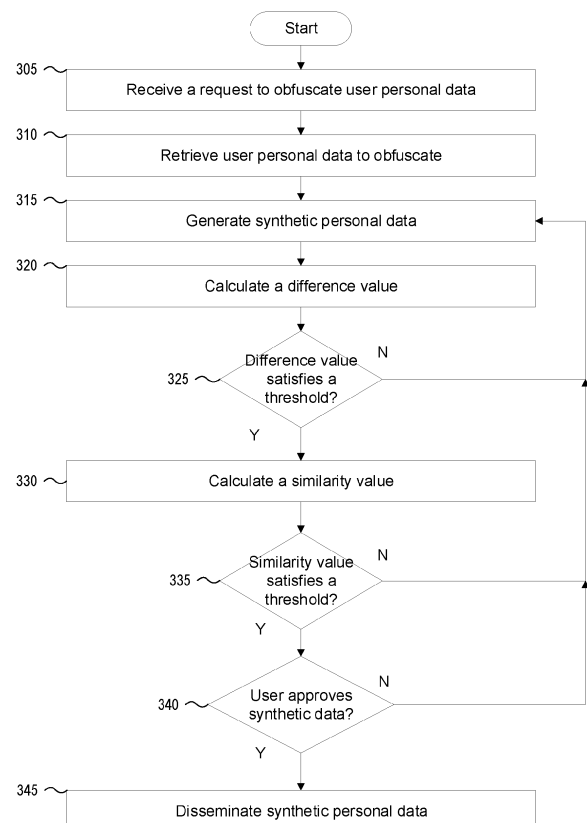 Start
305
Receive a request to obfuscate user personal data
310
Retrieve user personal data to obfuscate
315
Generate synthetic personal data
320
Calculate a difference value
325
Difference value
satisfies a
threshold?
N
Y
330
Calculate a similarity value
335
Similarity value
satisfies a
threshold?
N
Y
340
User approves
synthetic data?
N
Y
345
Disseminate synthetic personal data